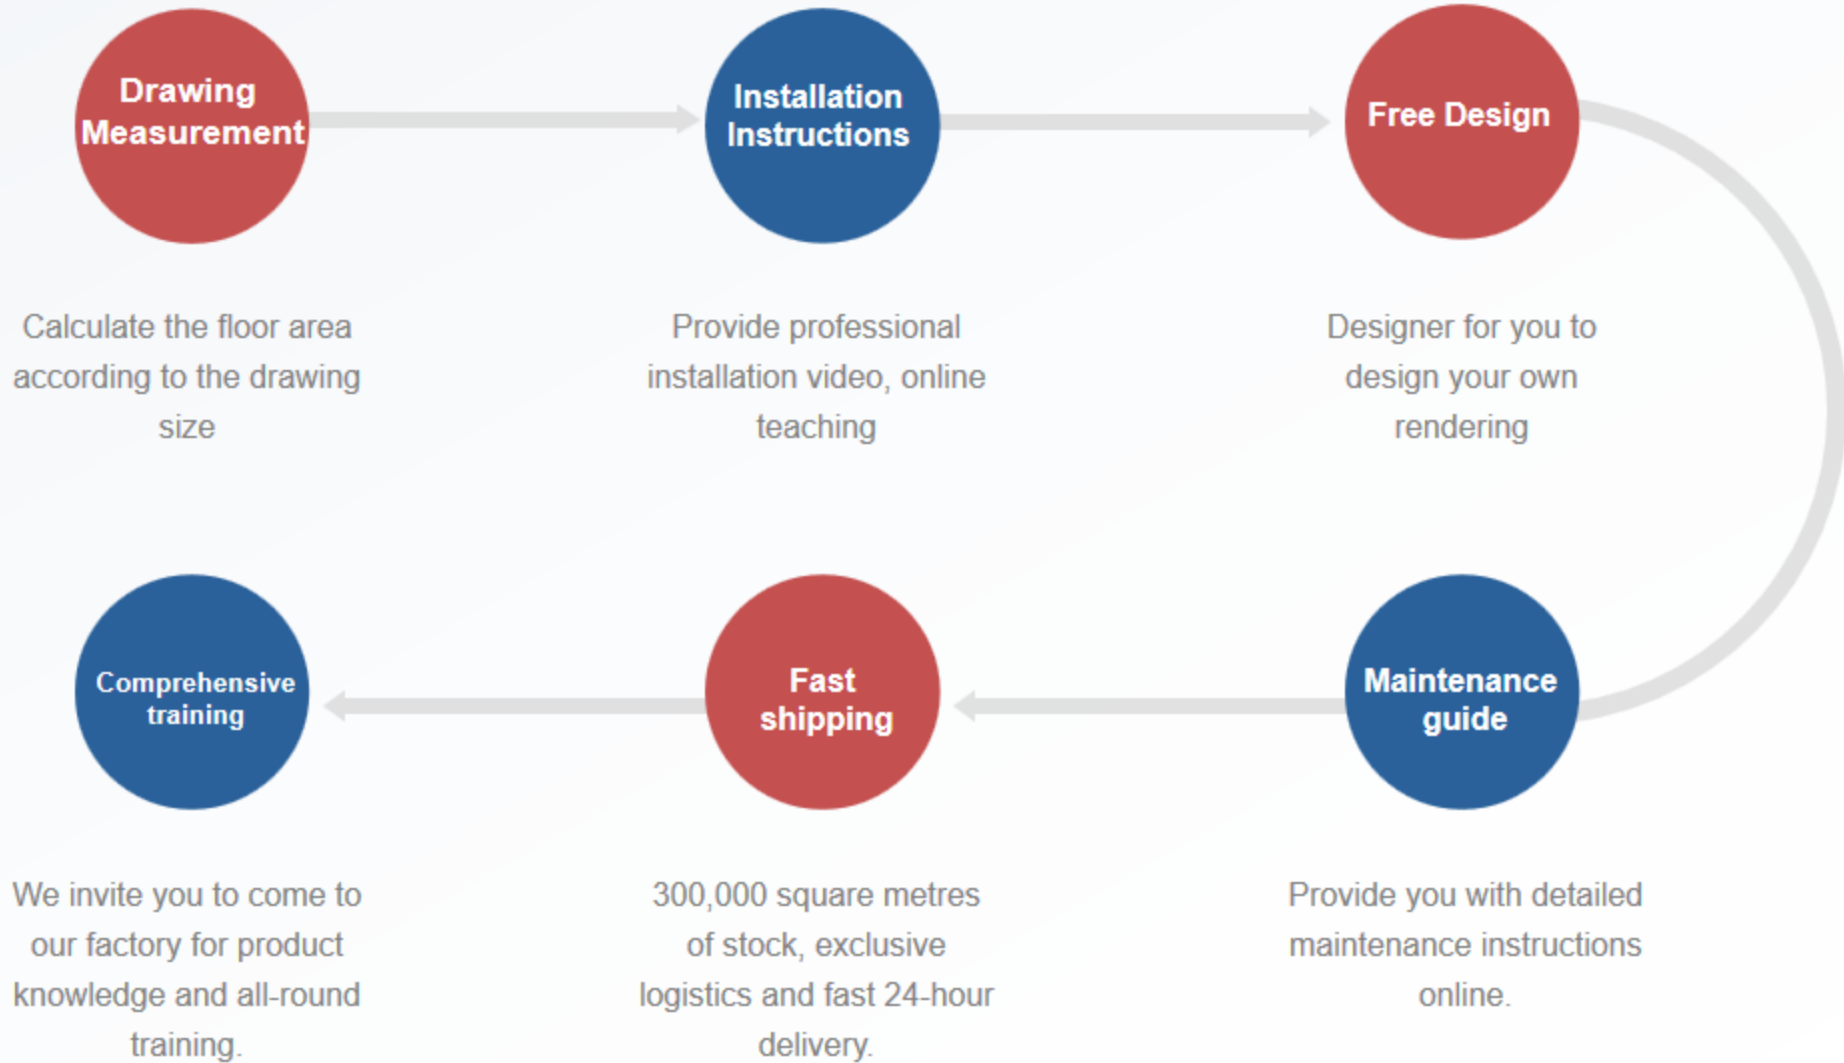 Drawing
Measurement
Installation
Instructions
Free Design
Calculate the floor area
according to the drawing
size
Provide professional
installation video, online
teaching
Designer for you to
design your own
rendering
Comprehensive
training
Fast
shipping
Maintenance
guide
We invite you to come to
our factory for product
knowledge and all-round
training.
300,000 square metres
of stock, exclusive
logistics and fast 24-hour
delivery.
Provide you with detailed
maintenance instructions
online.